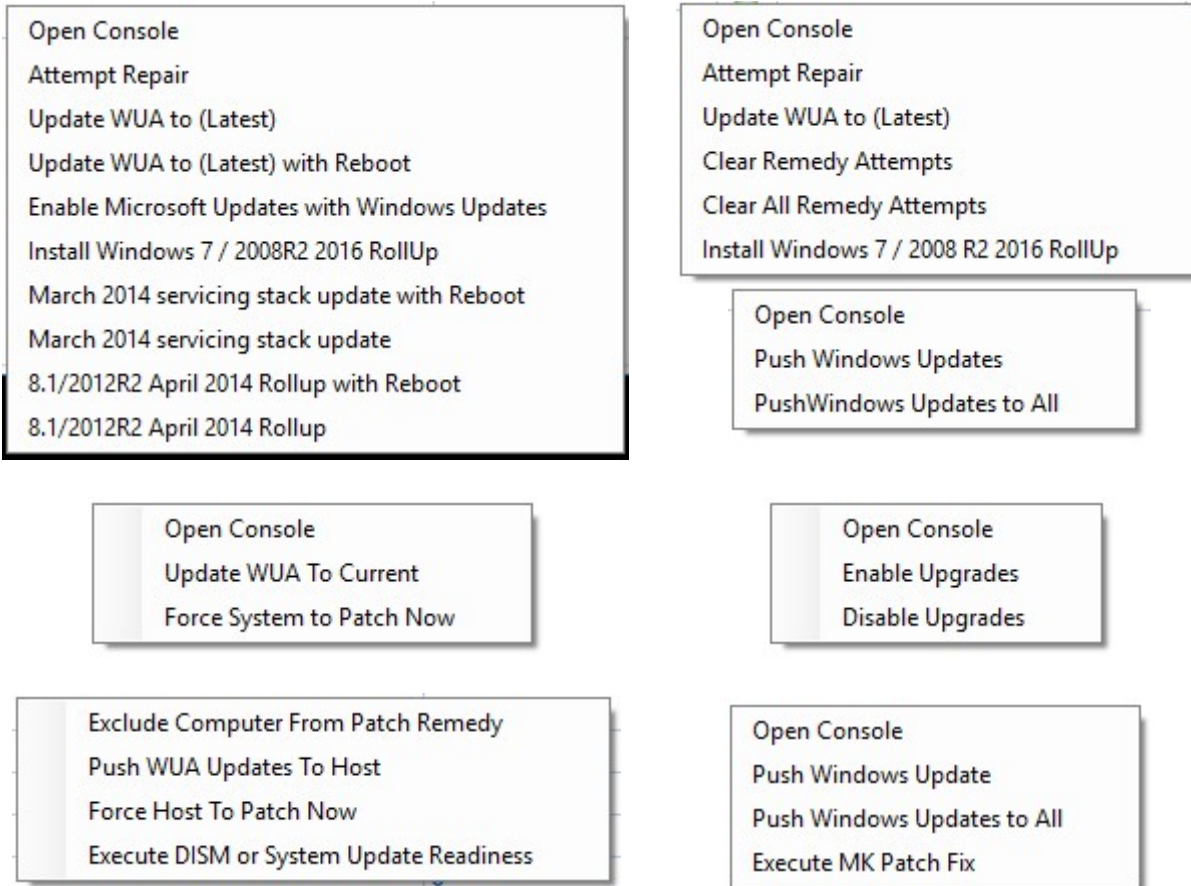 Open Console
Attempt Repair
Update WUA to (Latest)
Update WUA to (Latest) with Reboot
Enable Microsoft Updates with Windows Updates
Install Windows 7 / 2008R2 2016 RollUp
March 2014 servicing stack update with Reboot
March 2014 servicing stack update
8.1/2012R2 April 2014 Rollup with Reboot
8.1/2012R2 April 2014 Rollup
Open Console
Attempt Repair
Update WUA to (Latest)
Clear Remedy Attempts
Clear All Remedy Attempts
Install Windows 7 / 2008 R2 2016 RollUp
Open Console
Push Windows Updates
PushWindows Updates to All
Open Console
Update WUA To Current
Force System to Patch Now
Open Console
Enable Upgrades
Disable Upgrades
Exclude Computer From Patch Remedy
Push WUA Updates To Host
Force Host To Patch Now
Execute DISM or System Update Readiness
Open Console
Push Windows Update
Push Windows Updates to All
Execute MK Patch Fix